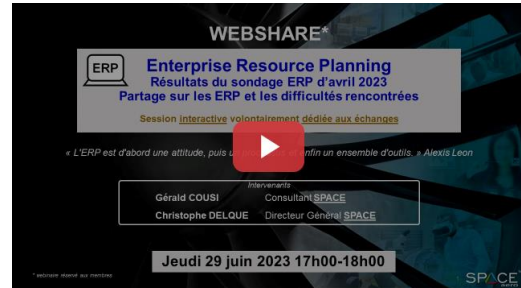 WEBSHARE*
ERP
Enterprise Resource Planning
Résultats du sondage ERP d'avril 2023
Partage sur les ERP et les difficultés rencontrées
Session interactive volontairement dédiée aux échanges
« L'ERP est d'abord une attitude, puis un et enfin un ensemble d'outils. » Alexis Leon
Intervenants
Gérald COUSI Consultant SPACE
Christophe DELQUE Directeur Général SPACE
Jeudi 29 juin 2023 17h00-18h00
* webinaire réservé aux membres
SPACE